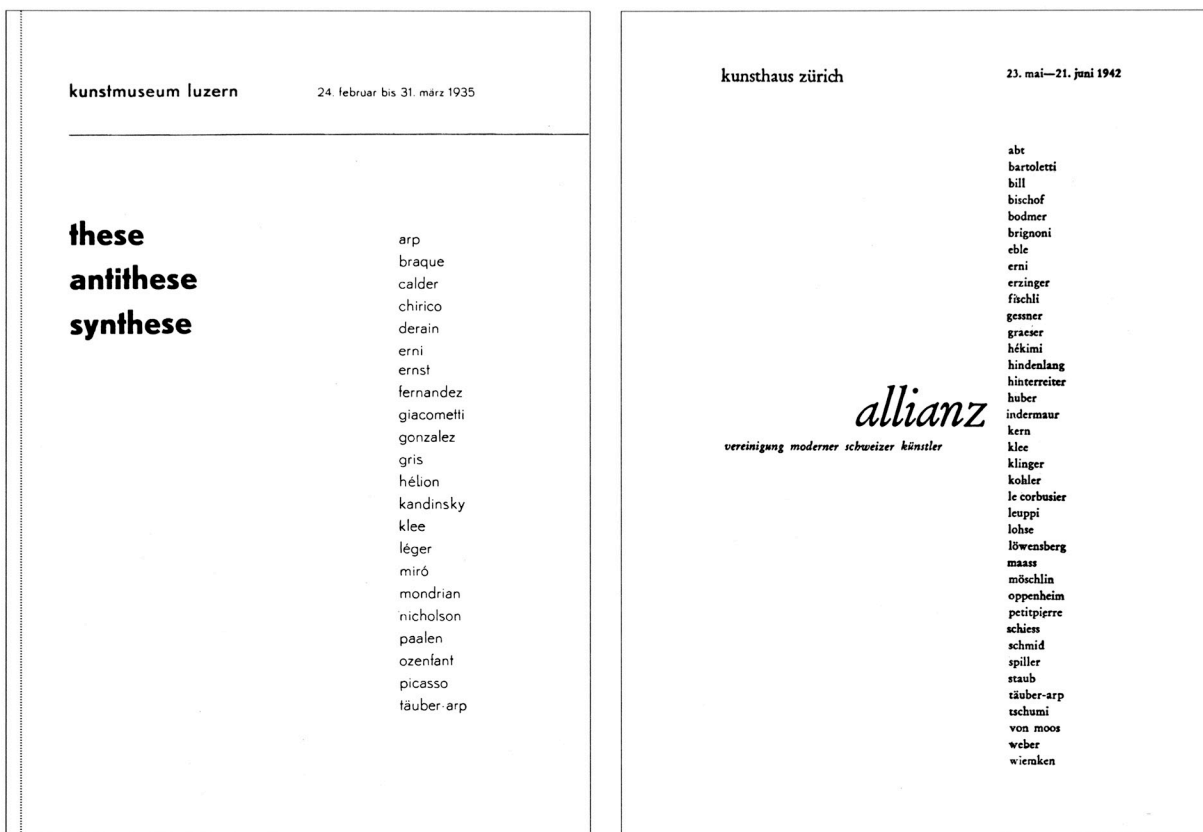 kunstmuseum luzern
24. februar bis 31. märz 1935
these
antithese
synthese
arp
braque
calder
chirico
derain
erni
ernst
fernandez
giacometti
gonzalez
gris
hélion
kandinsky
klee
léger
miró
mondrian
nicholson
paalen
ozenfant
picasso
täuber-arp
kunsthaus zürich
23. mai—21. juni 1942
allianz
vereinigung moderner schweizer künstler
abt
bartoletti
bill
bischof
bodmer
brignoni
eble
erni
erzinger
fischli
gessner
graeser
hékimi
hindenlang
hinterreiter
huber
indermaur
kern
klee
klinger
kohler
le corbusier
leuppi
lohse
löwensberg
maass
möschlin
oppenheim
petitpierre
schiess
schmid
spiller
staub
täuber-arp
tschumi
von moos
weber
wiemken